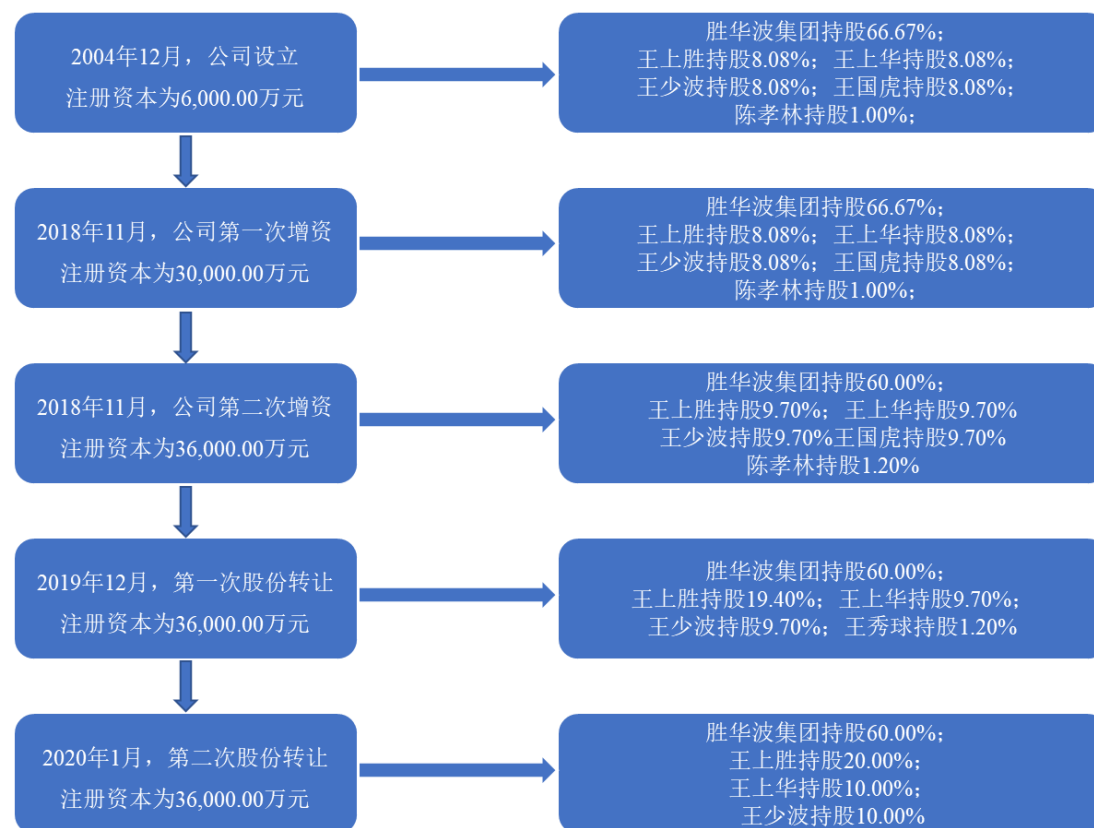 2004年12月，公司设立
注册资本为6,000.00万元
胜华波集团持股66.67%；
王上胜持股8.08%；王上华持股8.08%；
王少波持股8.08%；王国虎持股8.08%；
陈孝林持股1.00%；
2018年11月，公司第一次增资
注册资本为30,000.00万元
胜华波集团持股66.67%；
王上胜持股8.08%；王上华持股8.08%；
王少波持股8.08%；王国虎持股8.08%；
陈孝林持股1.00%；
2018年11月，公司第二次增资
注册资本为36,000.00万元
胜华波集团持股60.00%；
王上胜持股9.70%；王上华持股9.70%
王少波持股9.70%王国虎持股9.70%
陈孝林持股1.20%
2019年12月，第一次股份转让
注册资本为36,000.00万元
胜华波集团持股60.00%；
王上胜持股19.40%；王上华持股9.70%；
王少波持股9.70%；王秀球持股1.20%
2020年1月，第二次股份转让
注册资本为36,000.00万元
胜华波集团持股60.00%；
王上胜持股20.00%；
王上华持股10.00%；
王少波持股10.00%